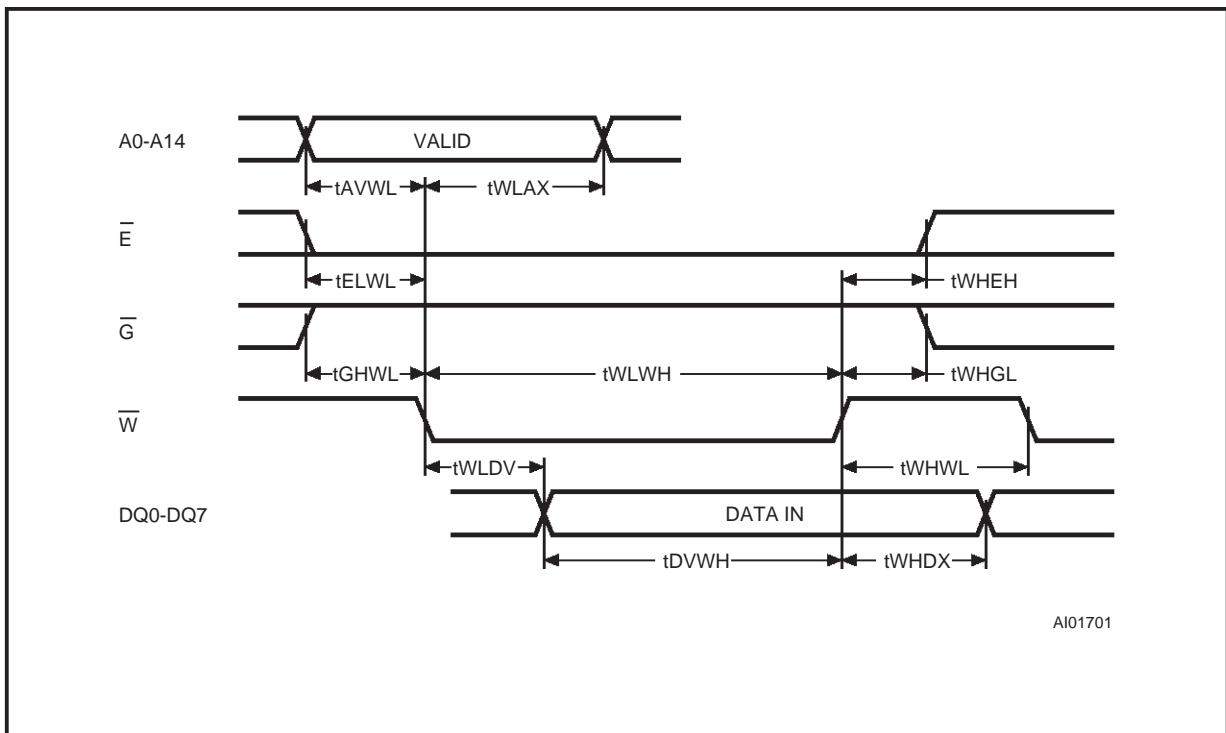 A0-A14
VALID
tAVWL
tWLAX
E̅
tELWL
tWHEH
G̅
tGHWL
tWLWH
tWHGL
W̅
tWLDV
tWHWL
DQ0-DQ7
DATA IN
tDVWH
tWHDX
AI01701